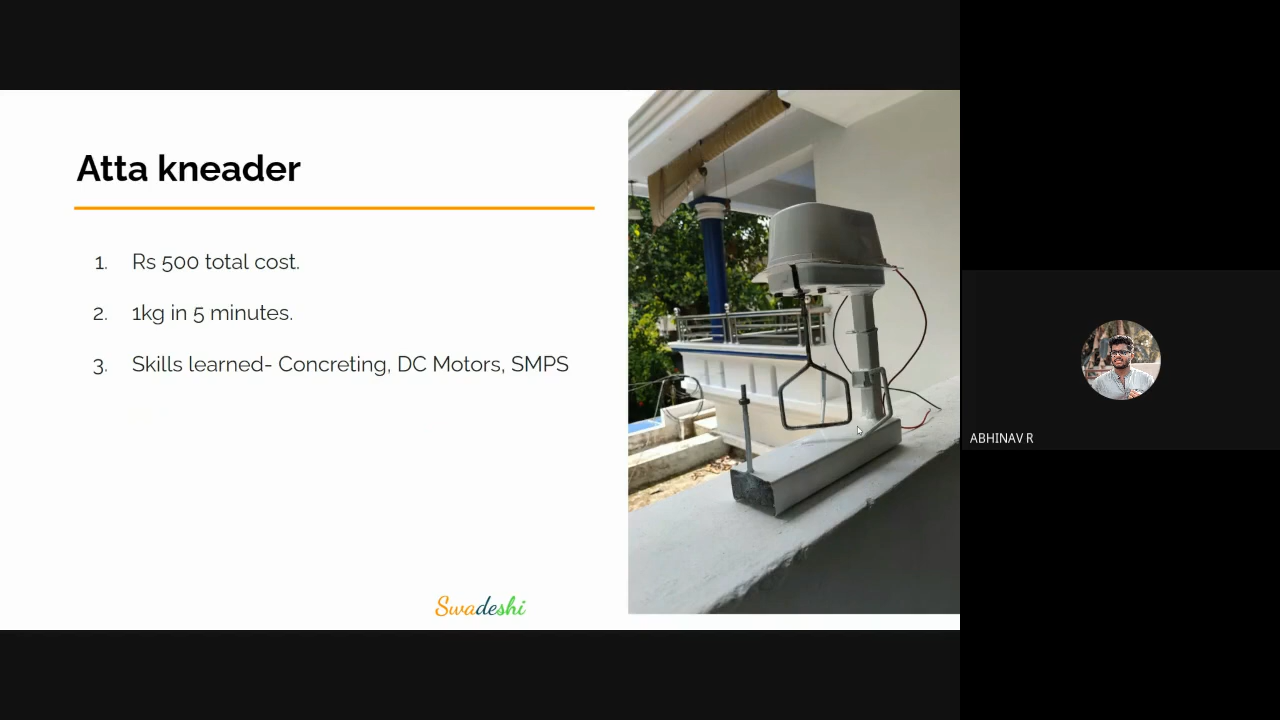 Atta kneader
1. Rs 500 total cost.
2. 1kg in 5 minutes.
3. Skills learned- Concreting, DC Motors, SMPS
Swadeshi
ABHINAV R